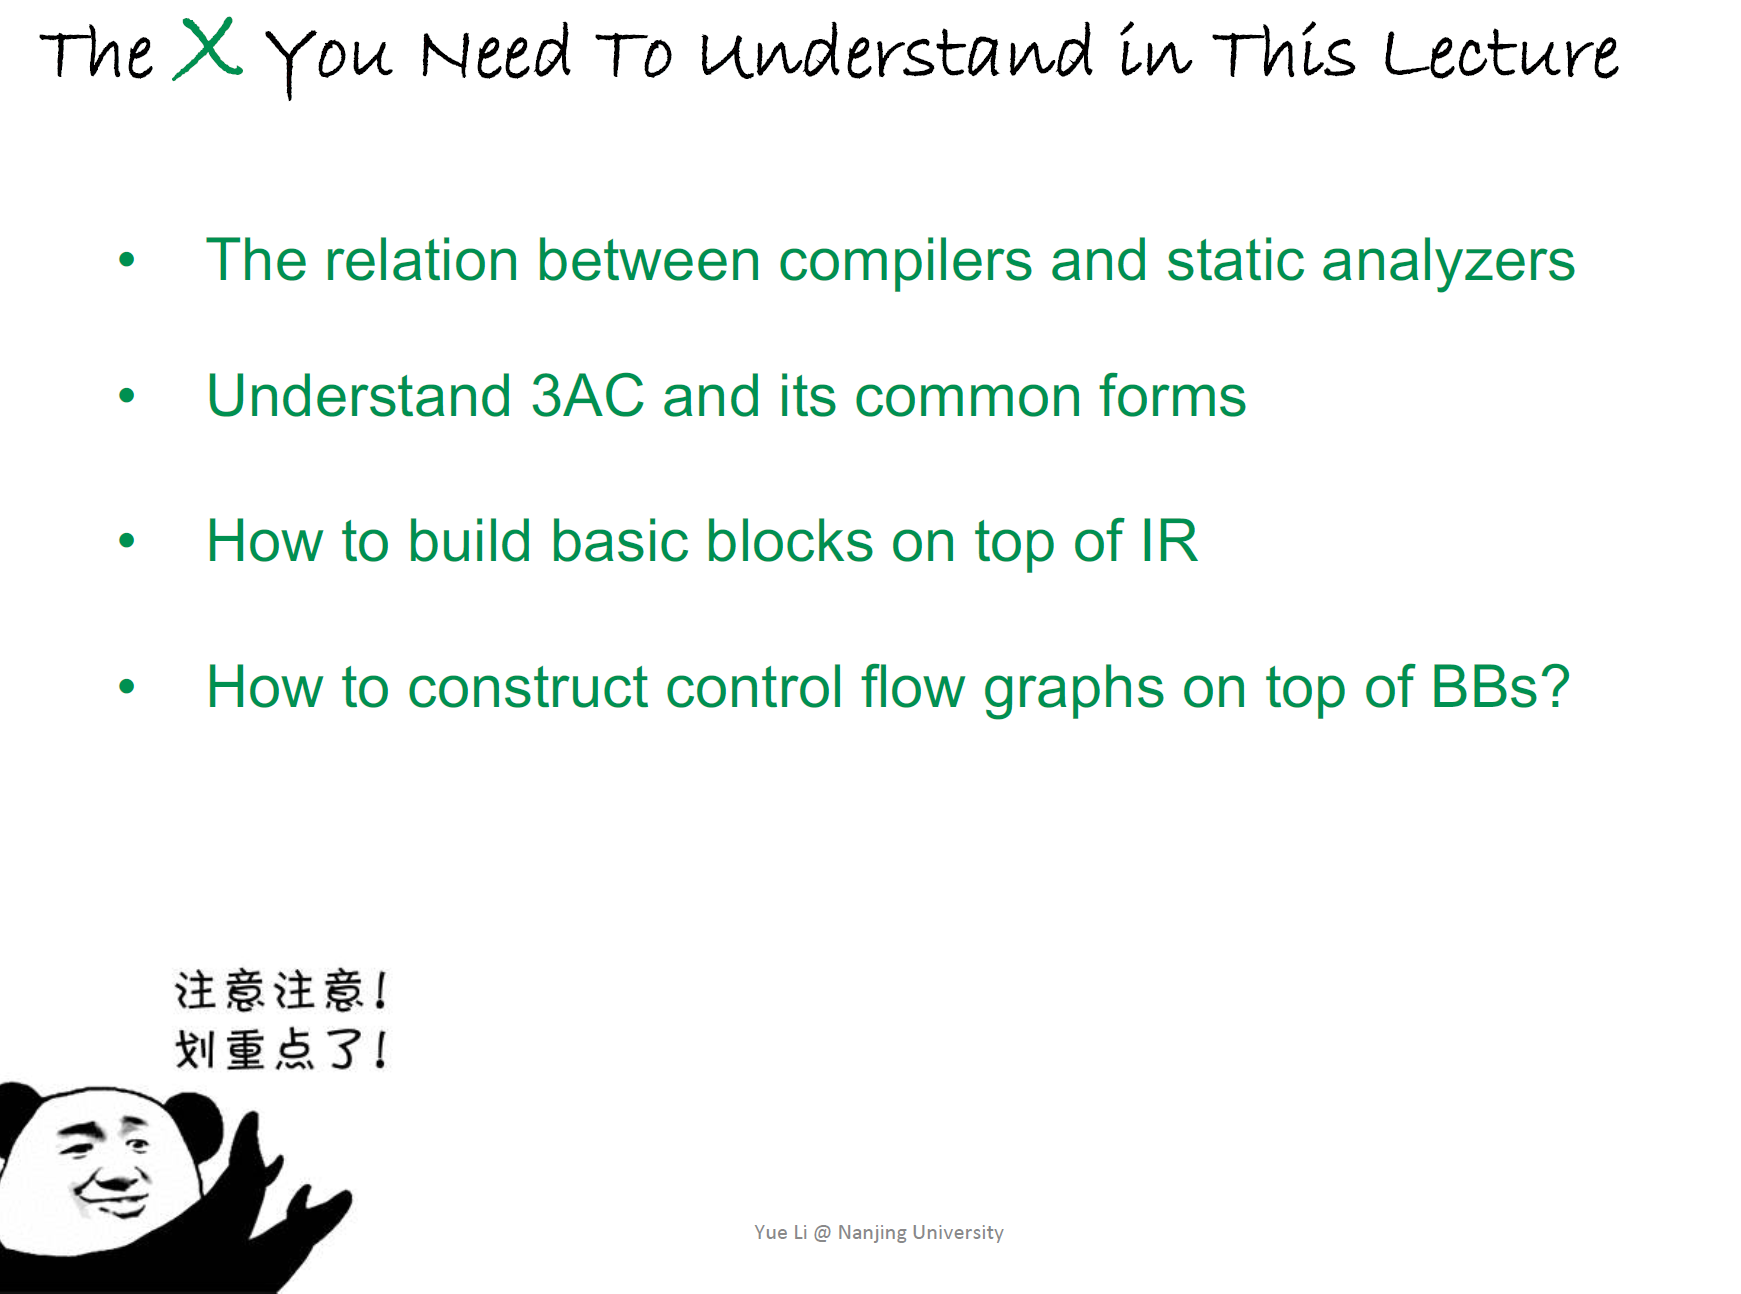 The X You Need To Understand in This Lecture
• The relation between compilers and static analyzers
• Understand 3AC and its common forms
• How to build basic blocks on top of IR
• How to construct control flow graphs on top of BBs?
注意注意!
划重点了!
Yue Li @ Nanjing University